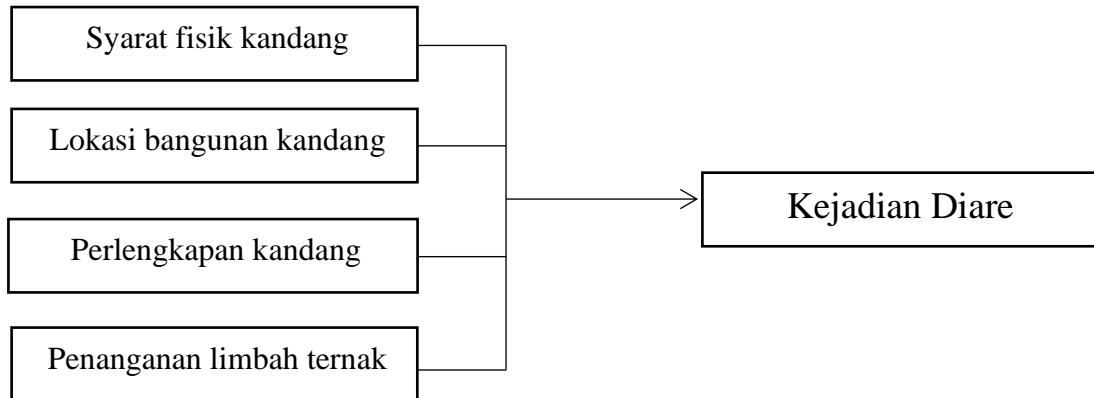 Syarat fisik kandang
Lokasi bangunan kandang
Perlengkapan kandang
Penanganan limbah ternak
Kejadian Diare